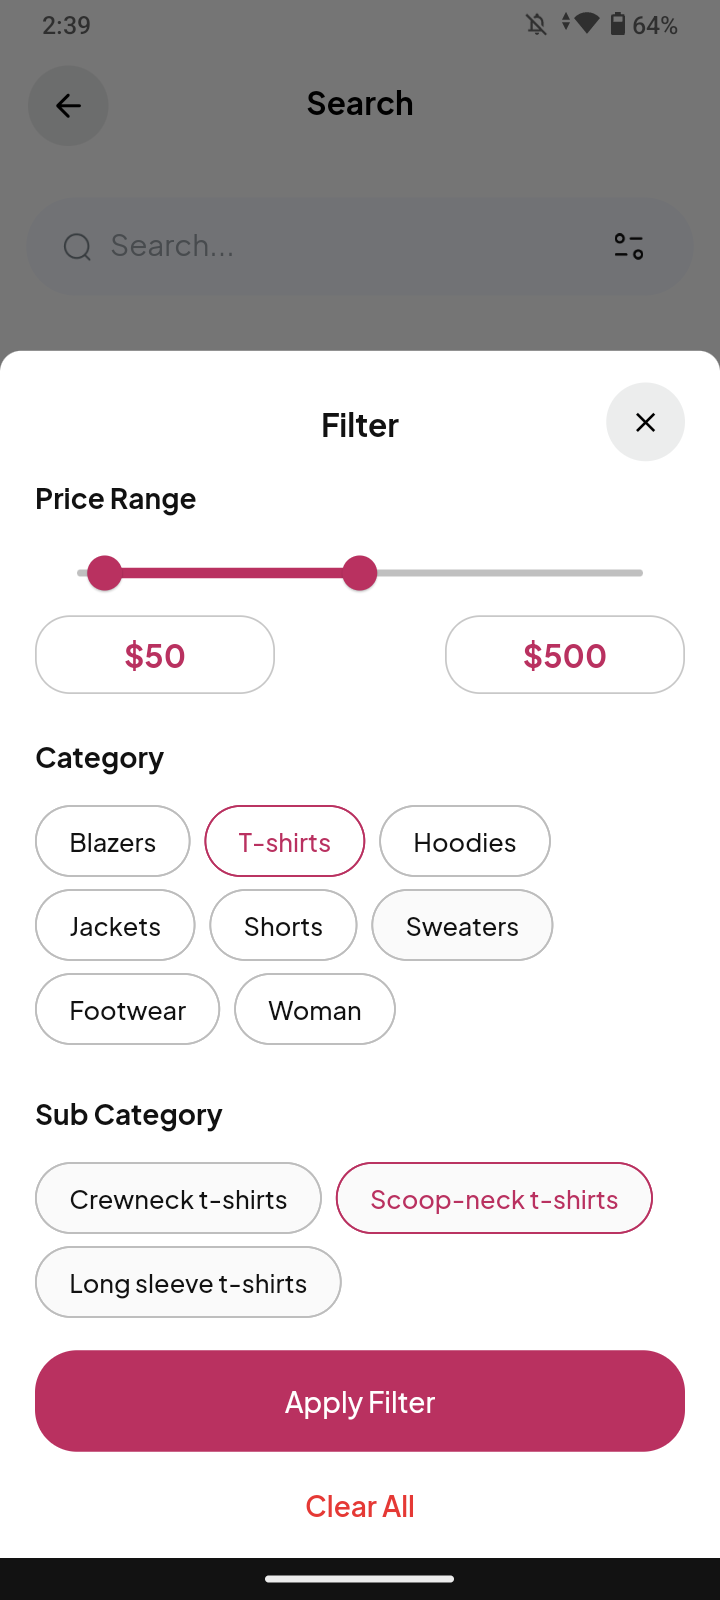 2:39
64%
Search
Search...
Filter
Price Range
$50
$500
Category
Blazers
T-shirts
Hoodies
Jackets
Shorts
Sweaters
Footwear
Woman
Sub Category
Crewneck t-shirts
Scoop-neck t-shirts
Long sleeve t-shirts
Apply Filter
Clear All